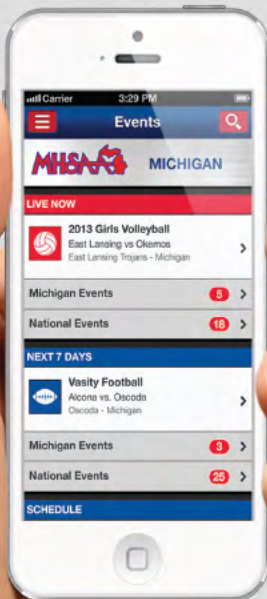 Carrier 3:29 PM
Events
MHSAA MICHIGAN
LIVE NOW
2013 Girls Volleyball
East Lansing vs Okemos
East Lansing Trojans - Michigan
Michigan Events 5
National Events 18
NEXT 7 DAYS
Vasity Football
Alcona vs. Oscoda
Oscoda - Michigan
Michigan Events 3
National Events 25
SCHEDULE